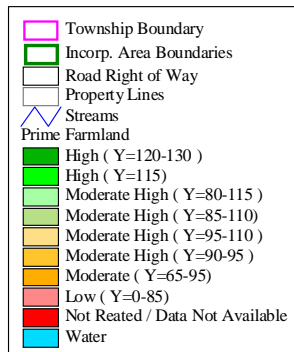 Township Boundary
Incorp. Area Boundaries
Road Right of Way
Property Lines
Streams
Prime Farmland
High ( Y=120-130 )
High ( Y=115)
Moderate High ( Y=80-115 )
Moderate High ( Y=85-110)
Moderate High ( Y=95-110 )
Moderate High ( Y=90-95 )
Moderate ( Y=65-95)
Low ( Y=0-85)
Not Reated / Data Not Available
Water